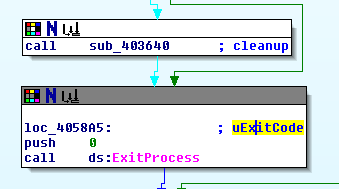 N
call sub_403640 ; cleanup
N
loc_4058A5: ; uExitCode
push 0
call ds:ExitProcess